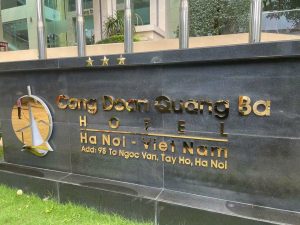 Cong Doan Quang Ba
HOTEL
Ha Noi - Viet Nam
Add: 98 To Ngoc Van, Tay Ho, Ha Noi